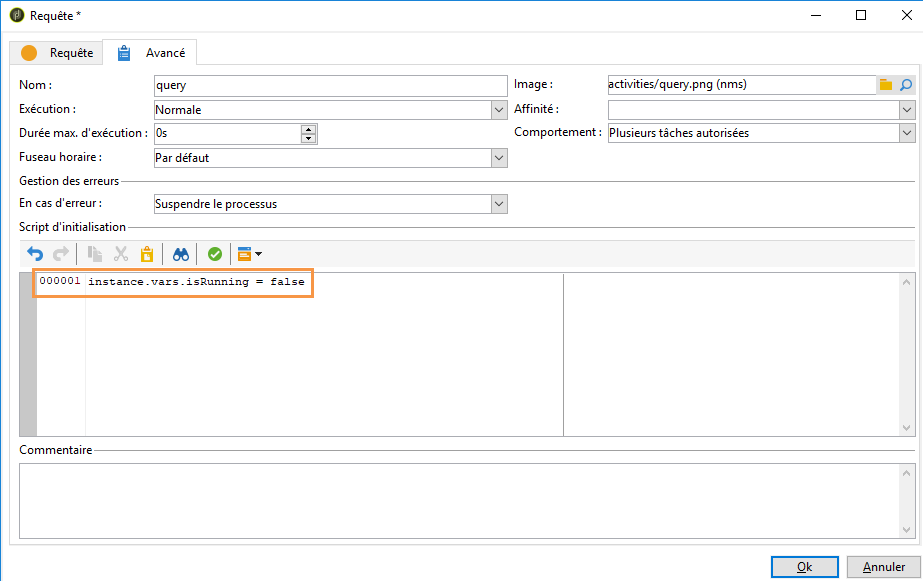 Requête *
Requête
Avancé
Nom :
query
Image :
activities/query.png (nms)
Exécution :
Normale
Affinité :
Durée max. d'exécution :
0s
Comportement :
Plusieurs tâches autorisées
Fuseau horaire :
Par défaut
Gestion des erreurs
En cas d'erreur :
Suspendre le processus
Script d'initialisation
000001 instance.vars.isRunning = false
Commentaire
Ok
Annuler